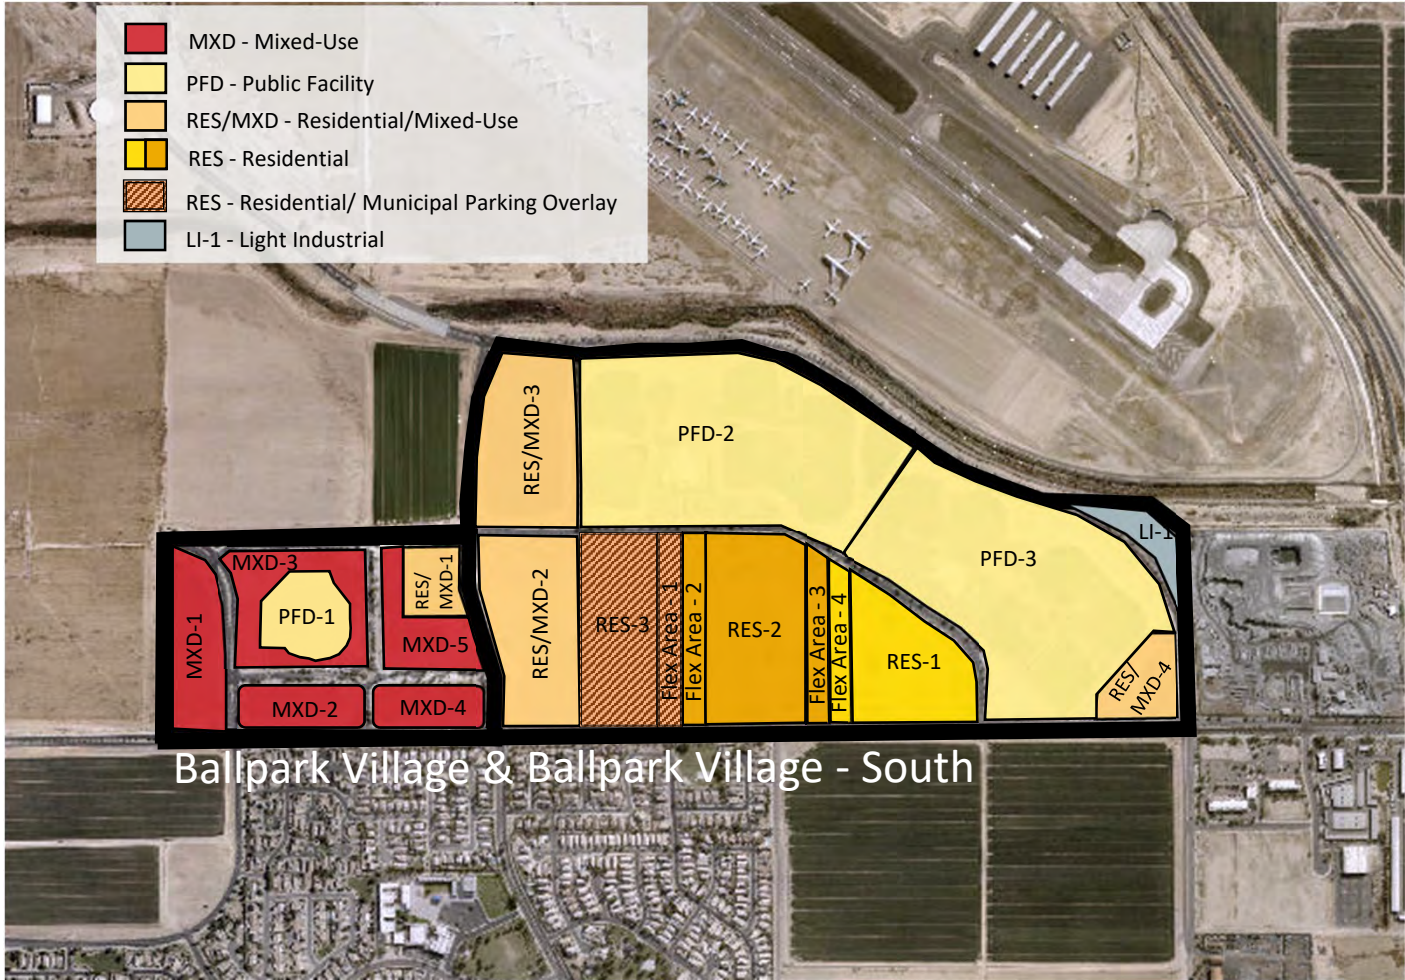 MXD - Mixed-Use
PFD - Public Facility
RES/MXD - Residential/Mixed-Use
RES - Residential
RES - Residential/ Municipal Parking Overlay
LI-1 - Light Industrial
RES/MXD-3
PFD-2
LI-1
PFD-3
MXD-1
MXD-3
PFD-1
RES/
MXD-1
MXD-5
MXD-2
MXD-4
RES/MXD-2
RES-3
Flex Area - 1
Flex Area - 2
RES-2
Flex Area - 3
Flex Area - 4
RES-1
RES/
MXD-4
Ballpark Village & Ballpark Village - South